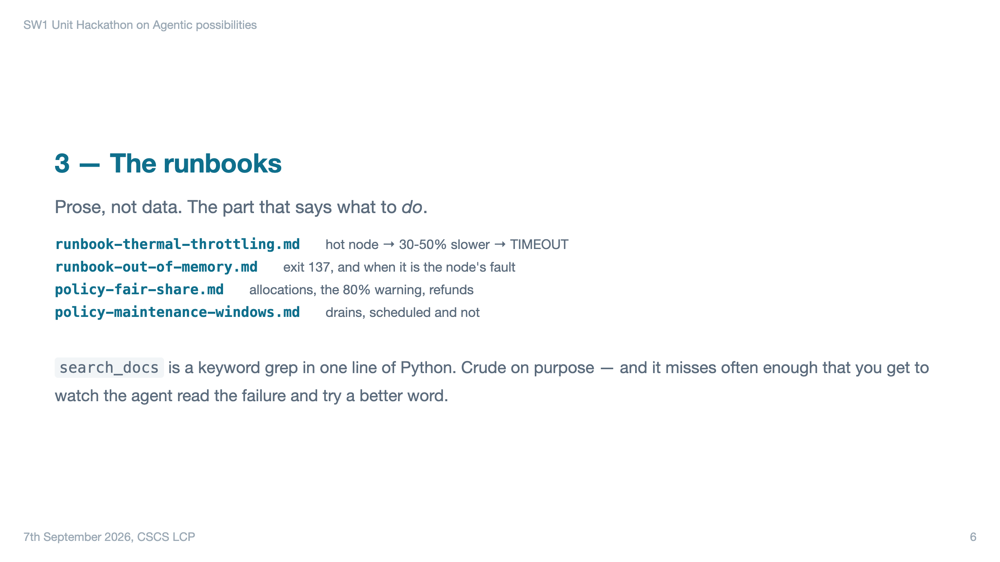 SW1 Unit Hackathon on Agentic possibilities
3 — The runbooks
Prose, not data. The part that says what to do.
runbook-thermal-throttling.md hot node → 30-50% slower → TIMEOUT
runbook-out-of-memory.md exit 137, and when it is the node's fault
policy-fair-share.md allocations, the 80% warning, refunds
policy-maintenance-windows.md drains, scheduled and not
search_docs is a keyword grep in one line of Python. Crude on purpose — and it misses often enough that you get to
watch the agent read the failure and try a better word.
7th September 2026, CSCS LCP
6